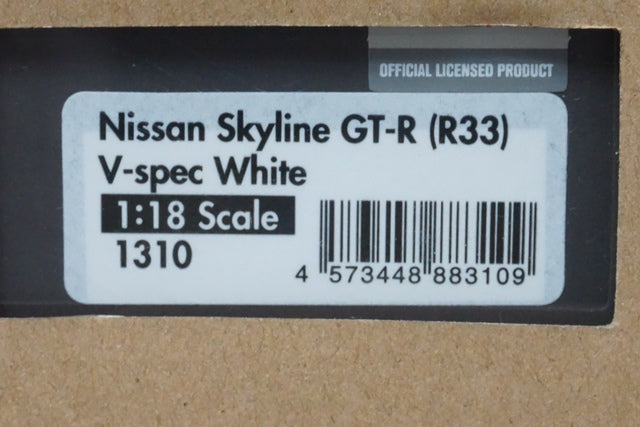 OFFICIAL LICENSED PRODUCT
Nissan Skyline GT-R (R33)
V-spec White
1:18 Scale
1310
4 573448 883109